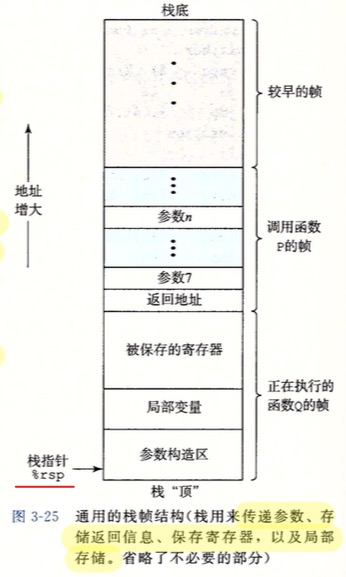 栈底
较早的帧
地址
增大
参数n
调用函数
P的帧
参数7
返回地址
被保存的寄存器
正在执行的
函数Q的帧
局部变量
参数构造区
栈指针
%rsp
栈“顶”
图 3-25 通用的栈帧结构(栈用来传递参数、存
储返回信息、保存寄存器，以及局部
存储。省略了不必要的部分)